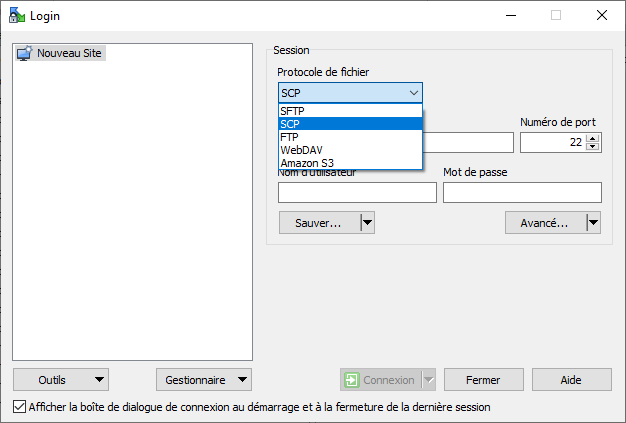 Login
Nouveau Site
Session
Protocole de fichier
SCP
SFTP
SCP
FTP
WebDAV
Amazon S3
Numéro de port
22
Nom d'utilisateur
Mot de passe
Sauver...
Avancé...
Outils
Gestionnaire
Connexion
Fermer
Aide
Afficher la boîte de dialogue de connexion au démarrage et à la fermeture de la dernière session